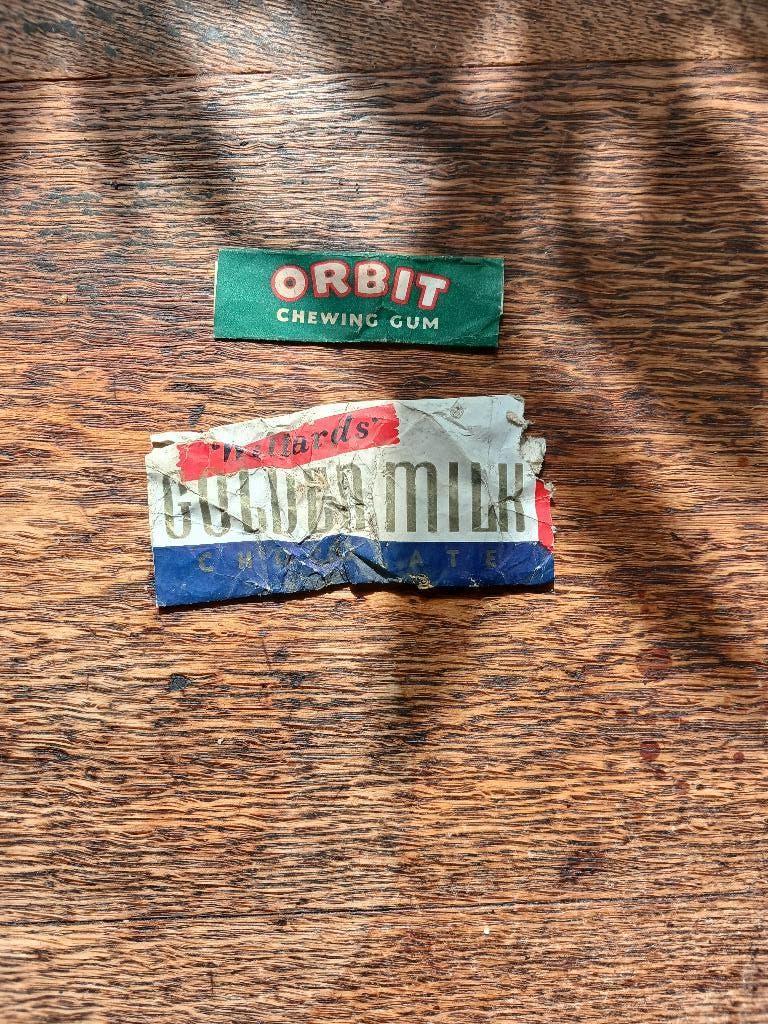 ORBIT
CHEWING GUM
"Willards"
GOLDEN MILK
CHOCOLATE